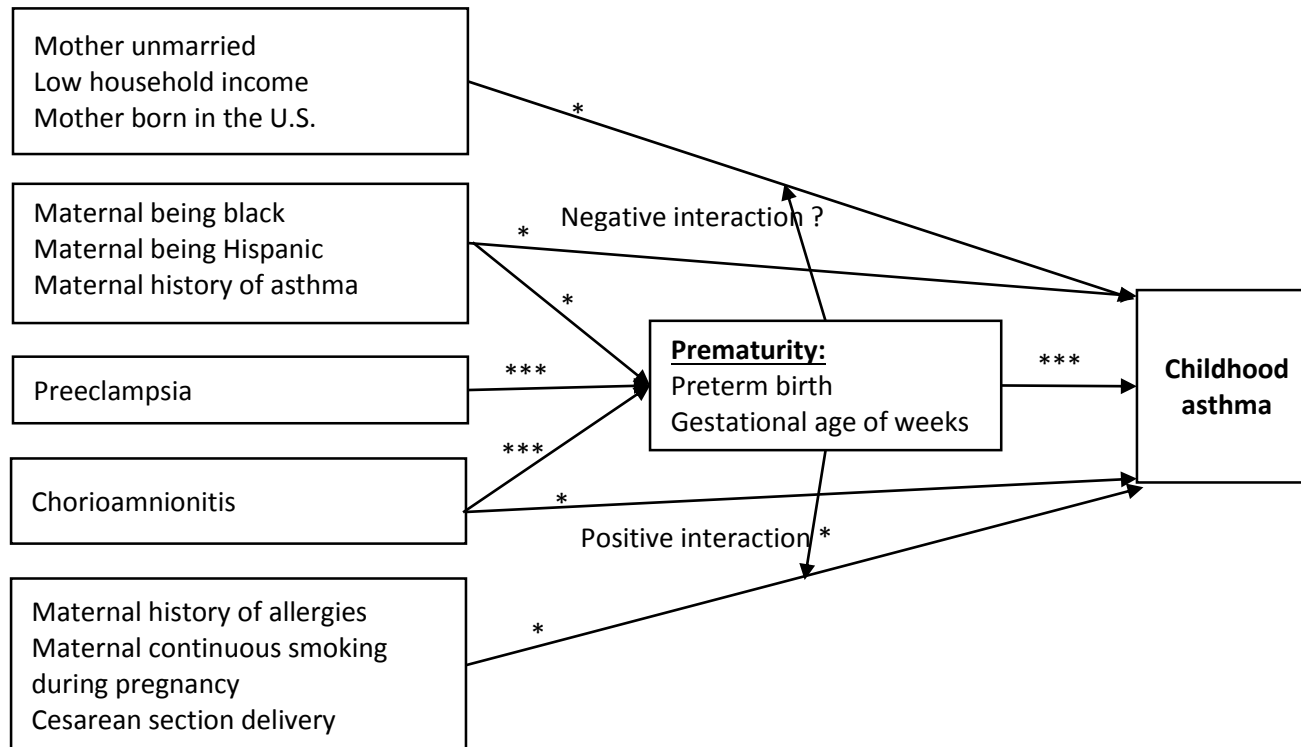 Mother unmarried
Low household income
Mother born in the U.S.
*
Maternal being black
Maternal being Hispanic
Maternal history of asthma
Negative interaction ?
*
*
Preeclampsia
***
Prematurity:
Preterm birth
Gestational age of weeks
***
Childhood
asthma
***
Chorioamnionitis
*
Positive interaction *
Maternal history of allergies
Maternal continuous smoking
during pregnancy
Cesarean section delivery
*